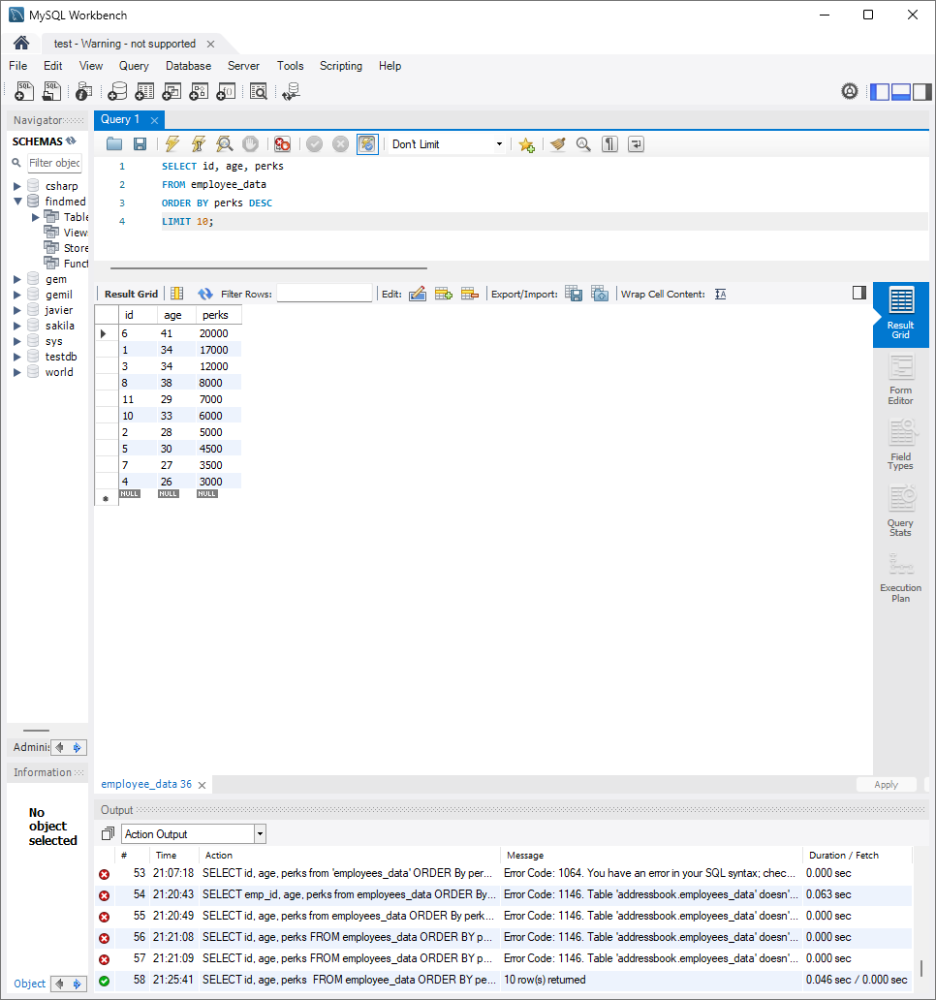 MySQL Workbench
test - Warning - not supported
File Edit View Query Database Server Tools Scripting Help
Navigator
SCHEMAS
Filter objec
csharp
findmed
Table
Views
Store
Funct
gem
gemil
javier
sakila
sys
testdb
world
Query 1
Don't Limit
1 SELECT id, age, perks
2 FROM employee_data
3 ORDER BY perks DESC
4 LIMIT 10;
Result Grid Filter Rows: Edit: Export/Import: Wrap Cell Content:
id age perks
6 41 20000
1 34 17000
3 34 12000
8 38 8000
11 29 7000
10 33 6000
2 28 5000
5 30 4500
7 27 3500
4 26 3000
NULL NULL NULL
Result
Grid
Form
Editor
Field
Types
Query
Stats
Execution
Plan
Adminis
Information
No
object
selected
Object
employee_data 36
Apply
Output
Action Output
# Time Action Message Duration / Fetch
53 21:07:18 SELECT id, age, perks from 'employees_data' ORDER By per... Error Code: 1064. You have an error in your SQL syntax; chec... 0.000 sec
54 21:20:43 SELECT emp_id, age, perks from employees_data ORDER By... Error Code: 1146. Table 'addressbook.employees_data' doesn'... 0.063 sec
55 21:20:49 SELECT id, age, perks from employees_data ORDER By perk... Error Code: 1146. Table 'addressbook.employees_data' doesn'... 0.000 sec
56 21:21:08 SELECT id, age, perks FROM employees_data ORDER BY p... Error Code: 1146. Table 'addressbook.employees_data' doesn'... 0.000 sec
57 21:21:09 SELECT id, age, perks FROM employees_data ORDER BY p... Error Code: 1146. Table 'addressbook.employees_data' doesn'... 0.000 sec
58 21:25:41 SELECT id, age, perks FROM employee_data ORDER BY pe... 10 row(s) returned 0.046 sec / 0.000 sec